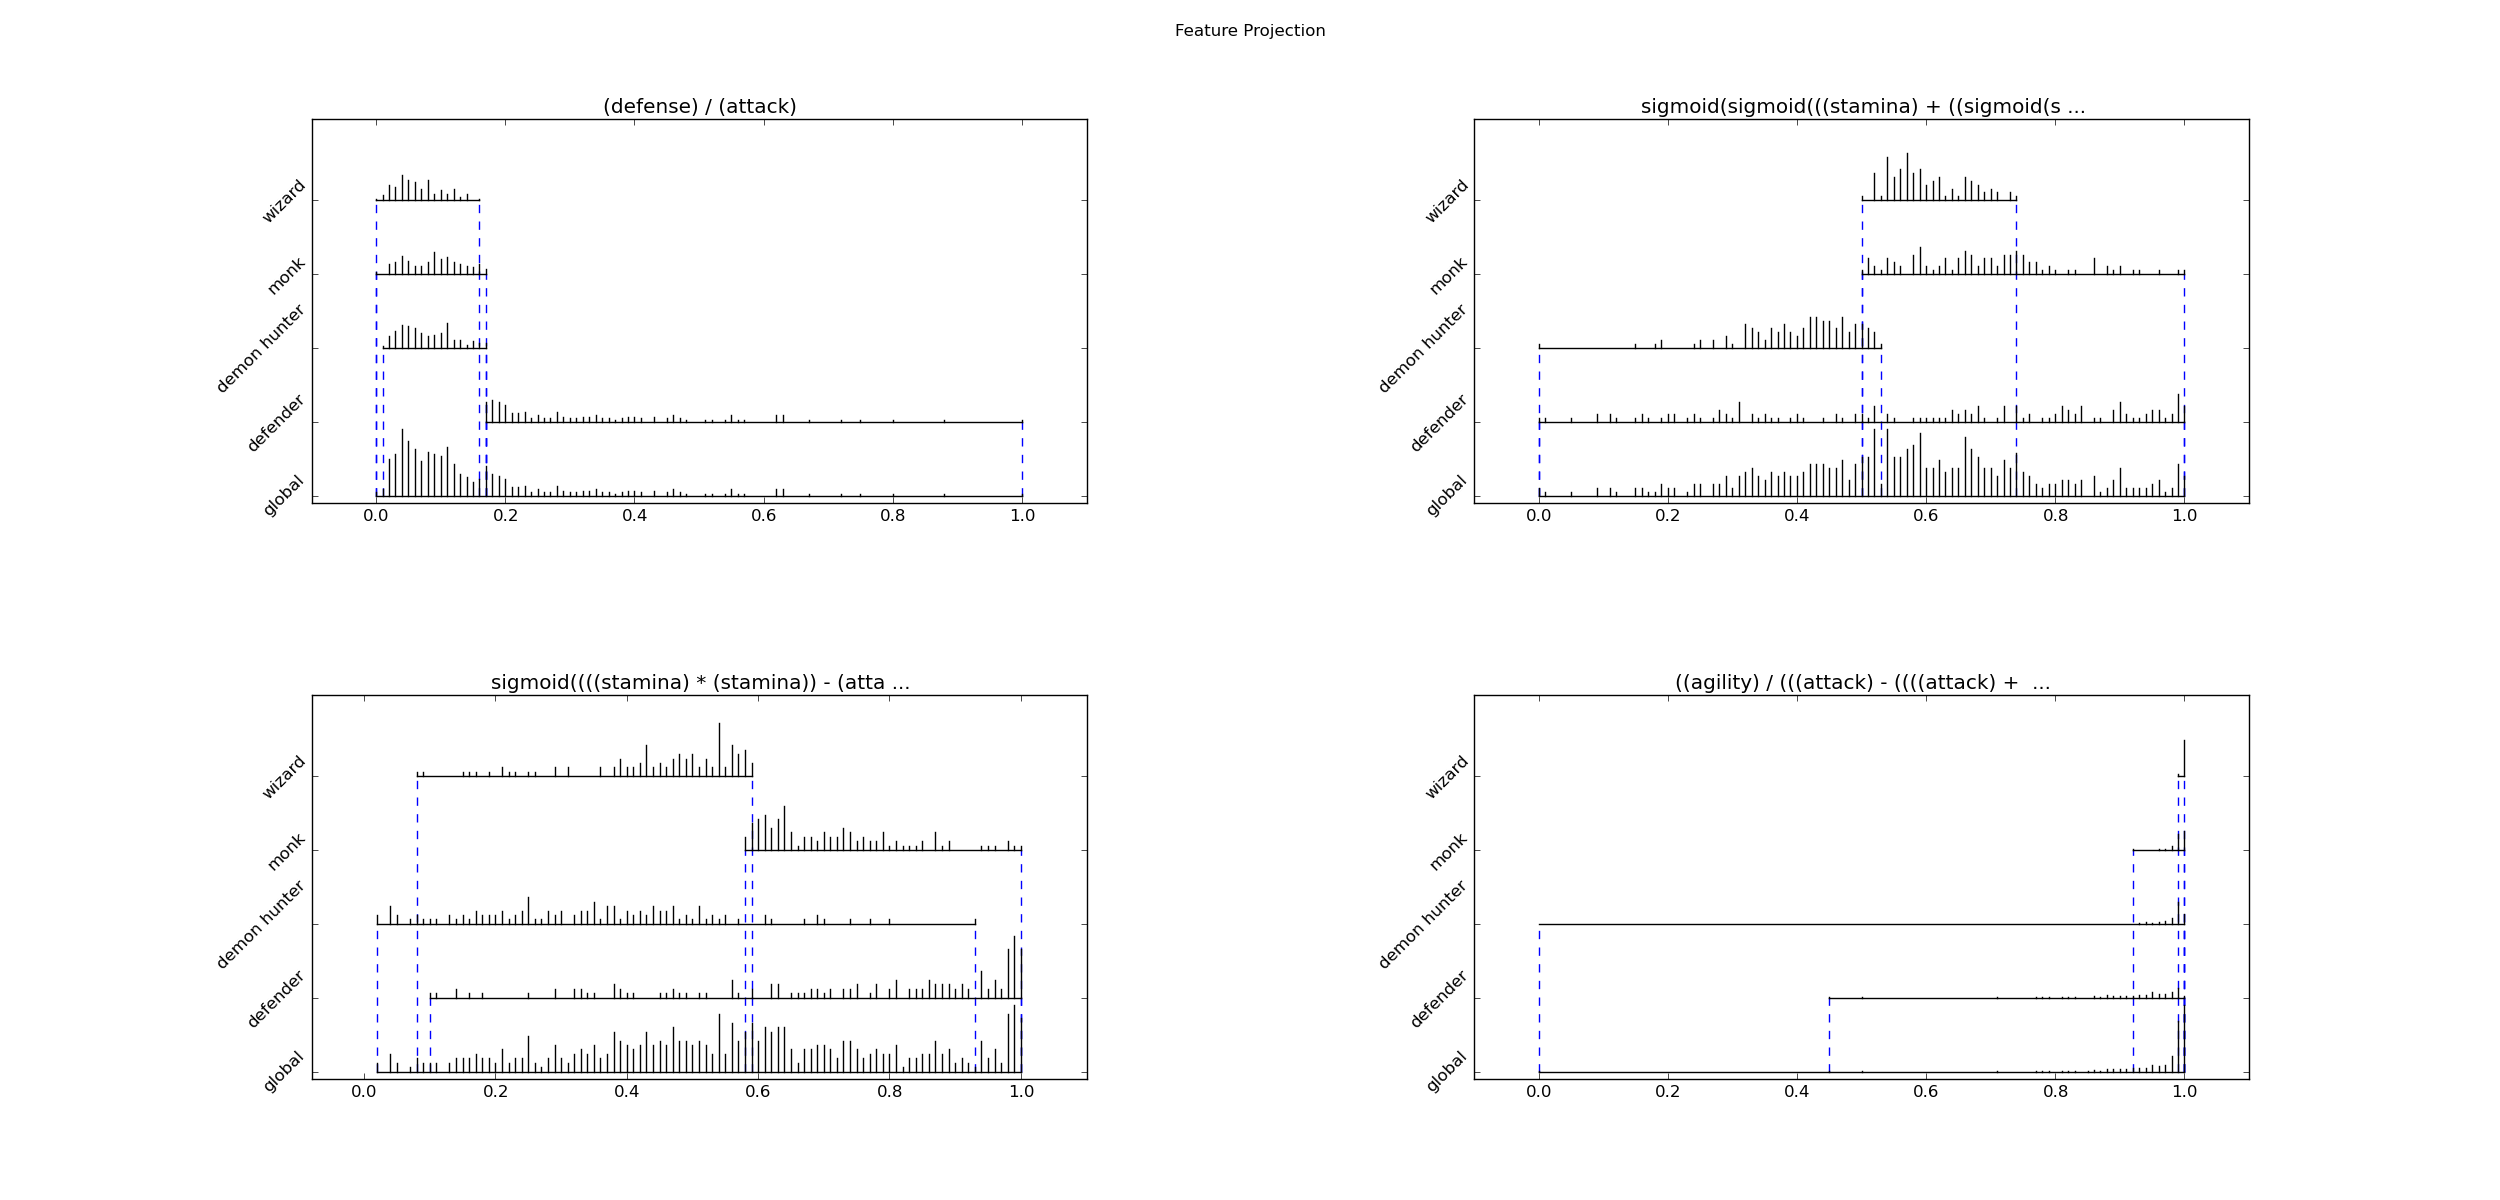 Feature Projection
(defense) / (attack)
wizard
monk
demon hunter
defender
global
0.0 0.2 0.4 0.6 0.8 1.0
sigmoid(sigmoid(((stamina) + ((sigmoid(s ...
wizard
monk
demon hunter
defender
global
0.0 0.2 0.4 0.6 0.8 1.0
sigmoid((((stamina) * (stamina)) - (atta ...
wizard
monk
demon hunter
defender
global
0.0 0.2 0.4 0.6 0.8 1.0
((agility) / (((attack) - ((((attack) +  ...
wizard
monk
demon hunter
defender
global
0.0 0.2 0.4 0.6 0.8 1.0